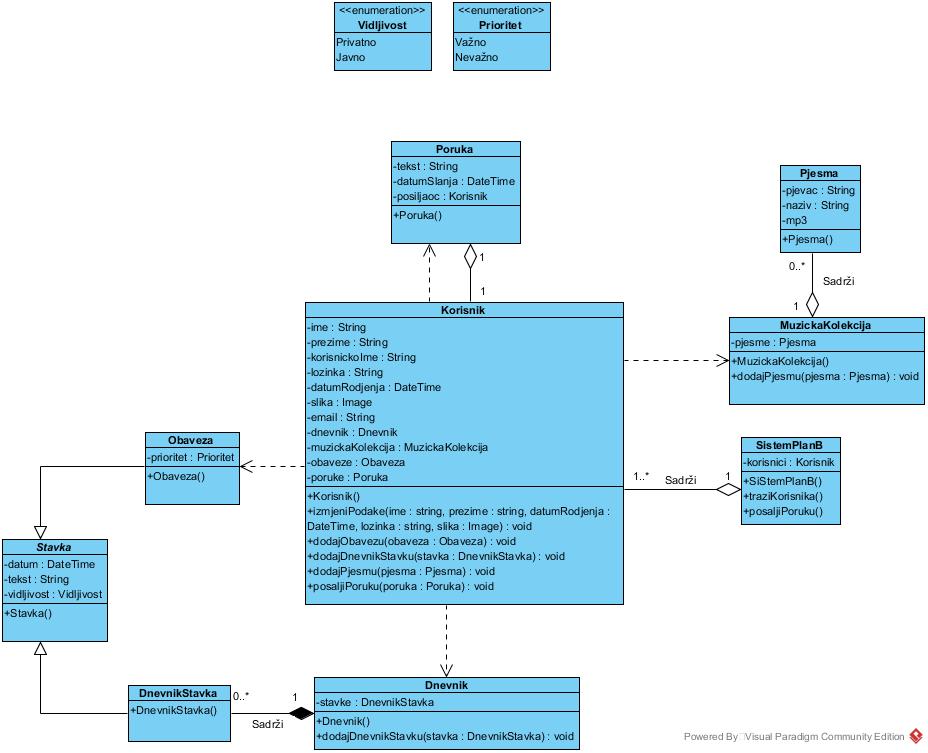 <<enumeration>>
Vidljivost
Privatno
Javno
<<enumeration>>
Prioritet
Važno
Nevažno
Poruka
-tekst : String
-datumSlanja : DateTime
-posiljaoc : Korisnik
+Poruka()
1
1
Pjesma
-pjevac : String
-naziv : String
-mp3
+Pjesma()
0..*
Sadrži
1
MuzickaKolekcija
-pjesme : Pjesma
+MuzickaKolekcija()
+dodajPjesmu(pjesma : Pjesma) : void
Korisnik
-ime : String
-prezime : String
-korisnickoIme : String
-lozinka : String
-datumRodjenja : DateTime
-slika : Image
-email : String
-dnevnik : Dnevnik
-muzickaKolekcija : MuzickaKolekcija
-obaveze : Obaveza
-poruke : Poruka
+Korisnik()
+izmjeniPodake(ime : string, prezime : string, datumRodjenja :
DateTime, lozinka : string, slika : Image) : void
+dodajObavezu(obaveza : Obaveza) : void
+dodajDnevnikStavku(stavka : DnevnikStavka) : void
+dodajPjesmu(pjesma : Pjesma) : void
+posaljiPoruku(poruka : Poruka) : void
Obaveza
-prioritet : Prioritet
+Obaveza()
1..*
Sadrži
1
SistemPlanB
-korisnici : Korisnik
+SiStemPlanB()
+traziKorisnika()
+posaljiPoruku()
Stavka
-datum : DateTime
-tekst : String
-vidljivost : Vidljivost
+Stavka()
DnevnikStavka
+DnevnikStavka()
0..*
Sadrži
1
Dnevnik
-stavke : DnevnikStavka
+Dnevnik()
+dodajDnevnikStavku(stavka : DnevnikStavka) : void
Powered By Visual Paradigm Community Edition